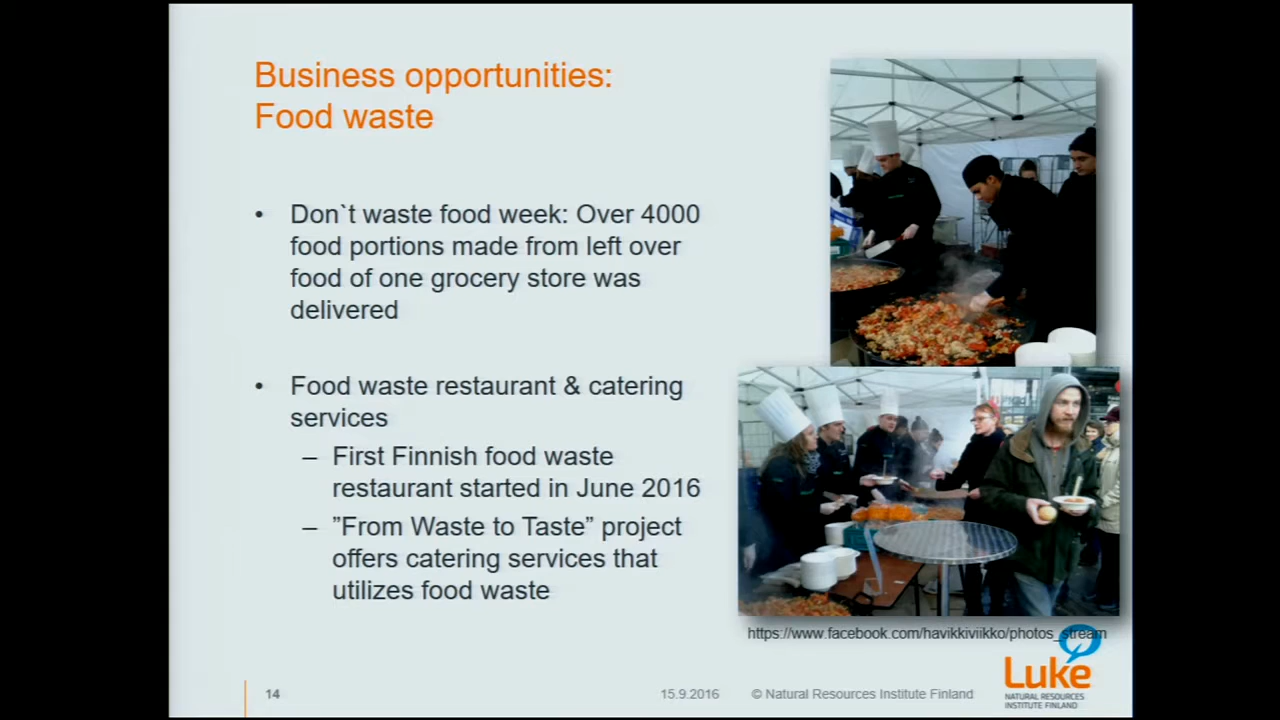 Business opportunities:
Food waste
• Don`t waste food week: Over 4000
food portions made from left over
food of one grocery store was
delivered
• Food waste restaurant & catering
services
– First Finnish food waste
restaurant started in June 2016
– ”From Waste to Taste” project
offers catering services that
utilizes food waste
https://www.facebook.com/havikkiviikko/photos_stream
14
15.9.2016
© Natural Resources Institute Finland
Luke
NATURAL RESOURCES
INSTITUTE FINLAND